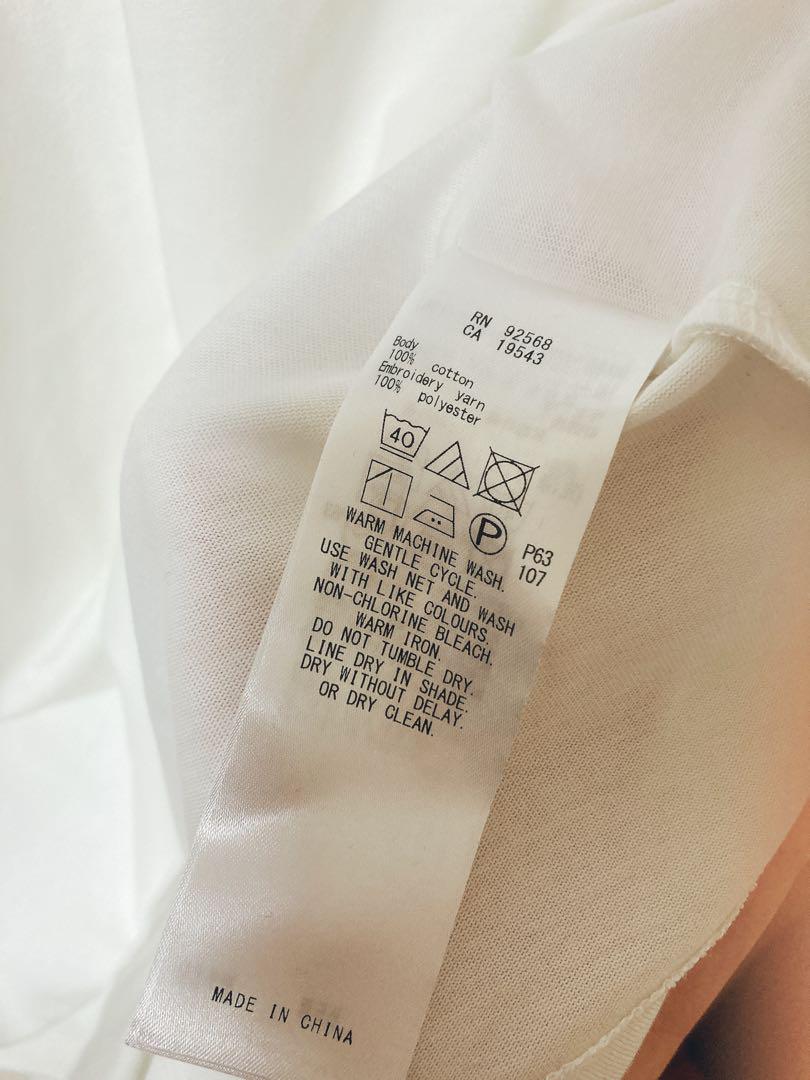 RN 92568
CA 19543
Body
100% cotton
Embroidery yarn
100% polyester
40
P
P63
107
WARM MACHINE WASH.
GENTLE CYCLE.
USE WASH NET AND WASH
WITH LIKE COLOURS.
NON-CHLORINE BLEACH.
WARM IRON.
DO NOT TUMBLE DRY.
LINE DRY IN SHADE.
DRY WITHOUT DELAY.
OR DRY CLEAN.
MADE IN CHINA